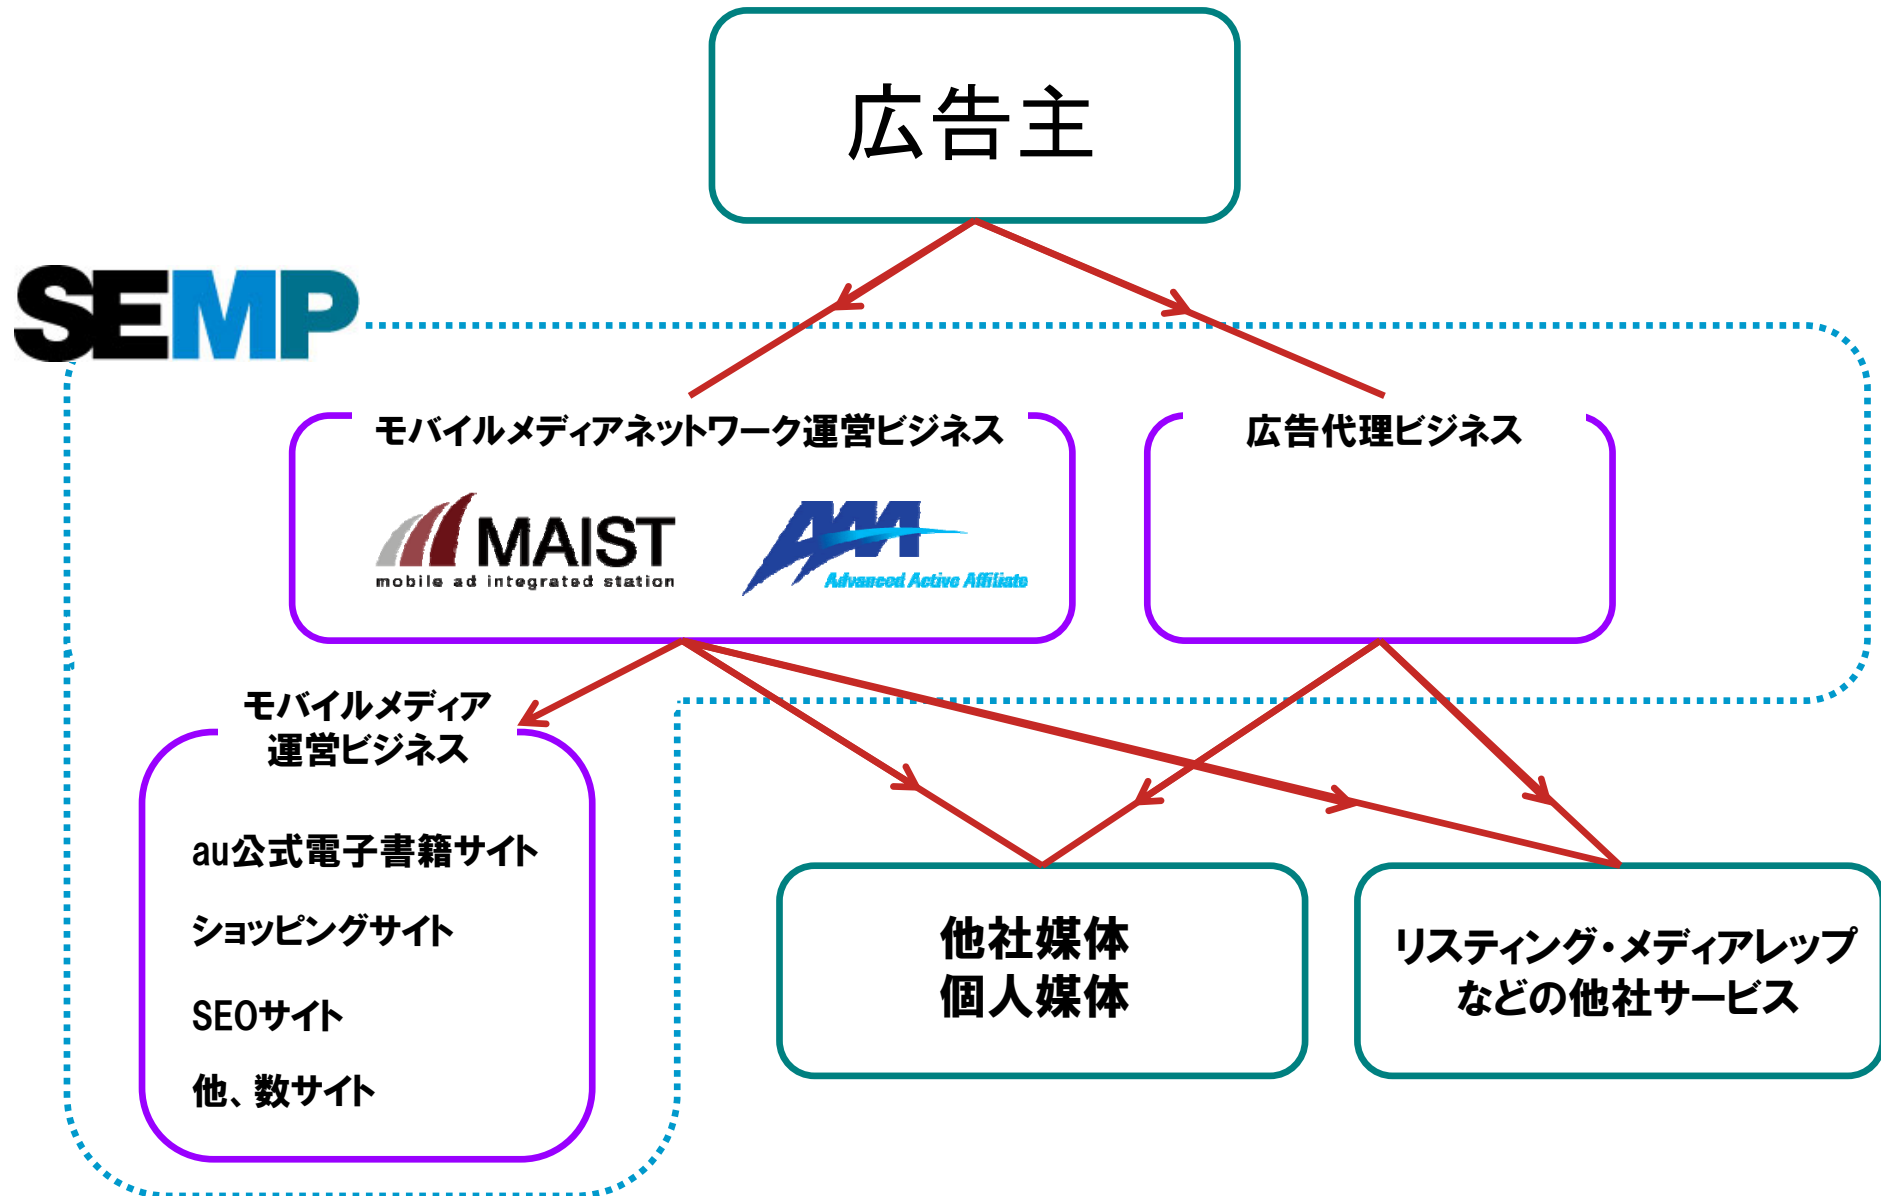 広告主
SEMP
モバイルメディアネットワーク運営ビジネス
MAIST
mobile ad integrated station
AAA
Advanced Active Affiliate
広告代理ビジネス
モバイルメディア
運営ビジネス
au公式電子書籍サイト
ショッピングサイト
SEOサイト
他、数サイト
他社媒体
個人媒体
リスティング・メディアレップ
などの他社サービス